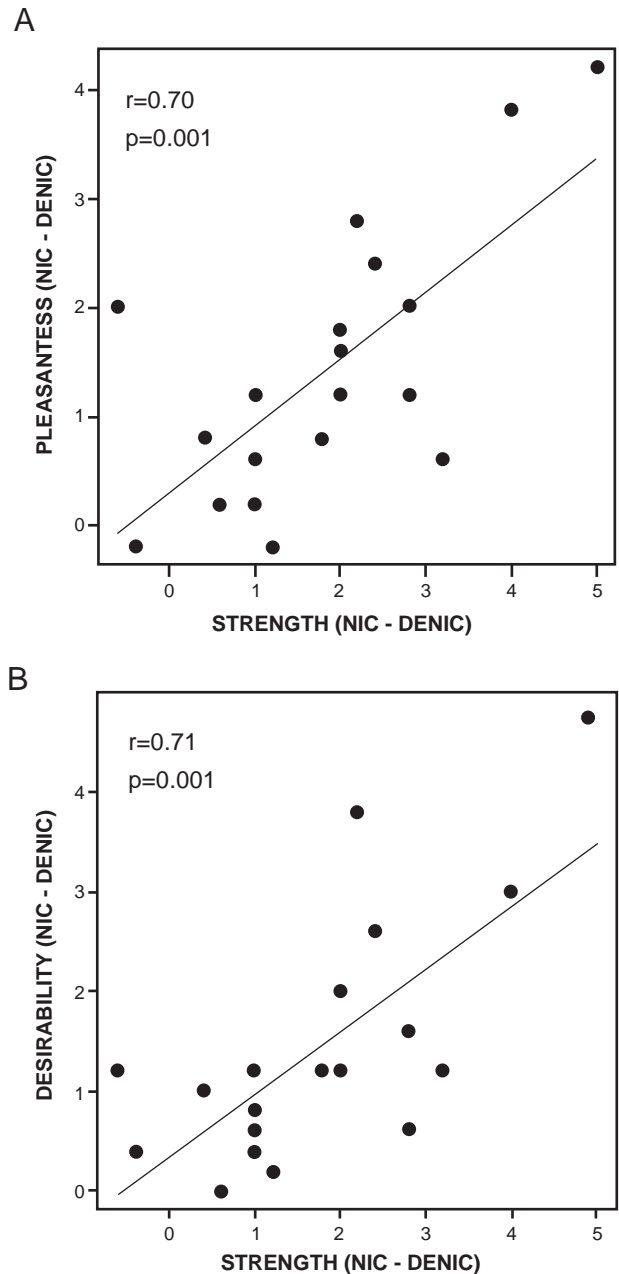 A
r=0.70
p=0.001
4
3
2
1
0
PLEASANTESS (NIC - DENIC)
0 1 2 3 4 5
STRENGTH (NIC - DENIC)
B
r=0.71
p=0.001
4
3
2
1
0
DESIRABILITY (NIC - DENIC)
0 1 2 3 4 5
STRENGTH (NIC - DENIC)